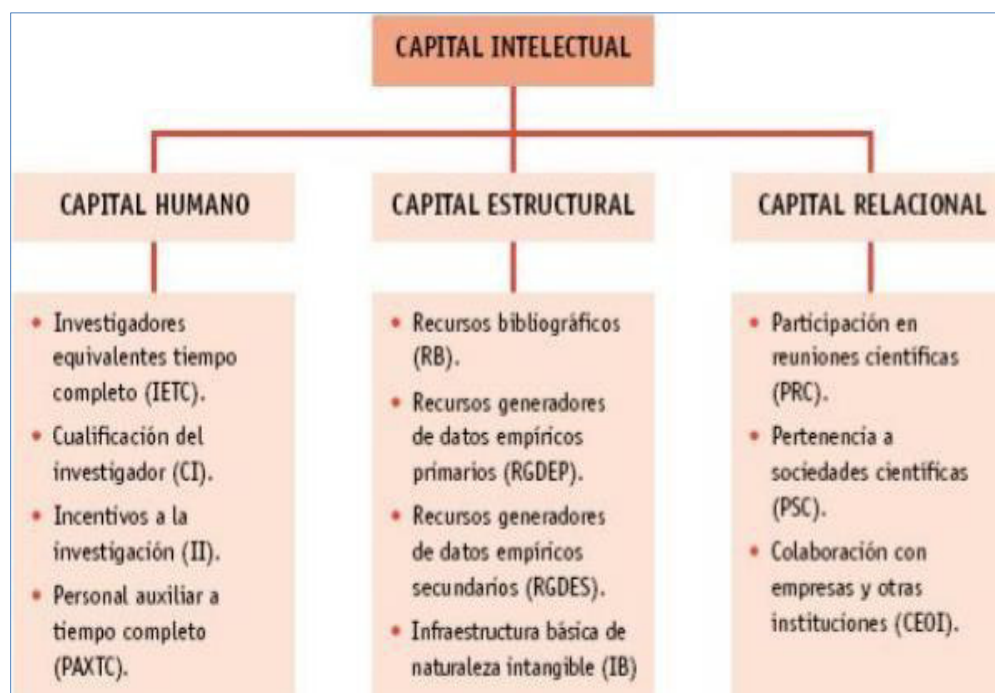 CAPITAL INTELECTUAL
CAPITAL HUMANO
• Investigadores
equivalentes tiempo
completo (IETC).
• Cualificación del
investigador (CI).
• Incentivos a la
investigación (II).
• Personal auxiliar a
tiempo completo
(PAXTC).
CAPITAL ESTRUCTURAL
• Recursos bibliográficos
(RB).
• Recursos generadores
de datos empíricos
primarios (RGDEP).
• Recursos generadores
de datos empíricos
secundarios (RGDES).
• Infraestructura básica de
naturaleza intangible (IB)
CAPITAL RELACIONAL
• Participación en
reuniones científicas
(PRC).
• Pertenencia a
sociedades científicas
(PSC).
• Colaboración con
empresas y otras
instituciones (CEOI).